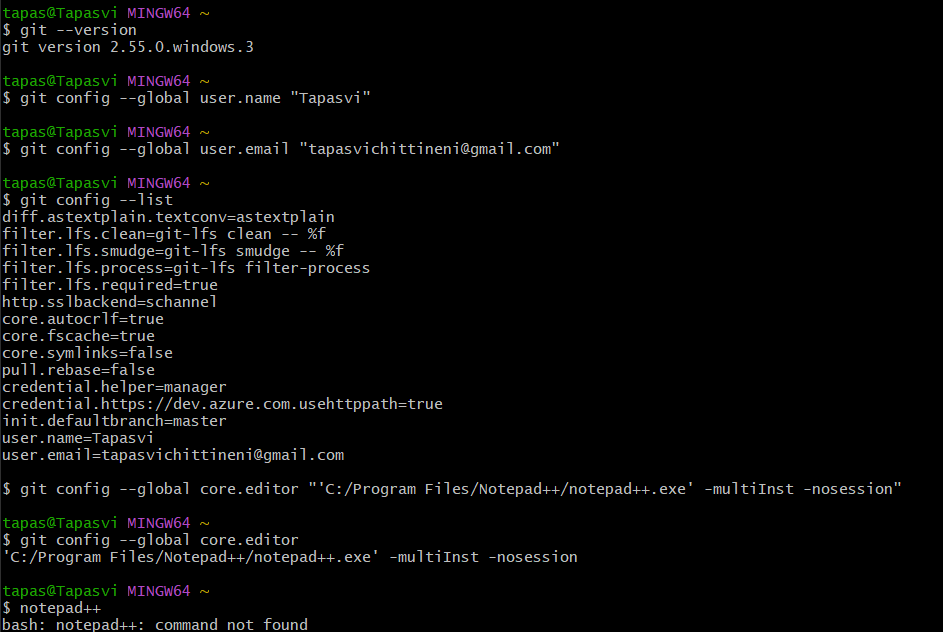 tapas@Tapasvi MINGW64 ~
$ git --version
git version 2.55.0.windows.3

tapas@Tapasvi MINGW64 ~
$ git config --global user.name "Tapasvi"

tapas@Tapasvi MINGW64 ~
$ git config --global user.email "tapasvichittineni@gmail.com"

tapas@Tapasvi MINGW64 ~
$ git config --list
diff.astextplain.textconv=astextplain
filter.lfs.clean=git-lfs clean -- %f
filter.lfs.smudge=git-lfs smudge -- %f
filter.lfs.process=git-lfs filter-process
filter.lfs.required=true
http.sslbackend=schannel
core.autocrlf=true
core.fscache=true
core.symlinks=false
pull.rebase=false
credential.helper=manager
credential.https://dev.azure.com.usehttppath=true
init.defaultbranch=master
user.name=Tapasvi
user.email=tapasvichittineni@gmail.com

$ git config --global core.editor "'C:/Program Files/Notepad++/notepad++.exe' -multiInst -nosession"

tapas@Tapasvi MINGW64 ~
$ git config --global core.editor
'C:/Program Files/Notepad++/notepad++.exe' -multiInst -nosession

tapas@Tapasvi MINGW64 ~
$ notepad++
bash: notepad++: command not found